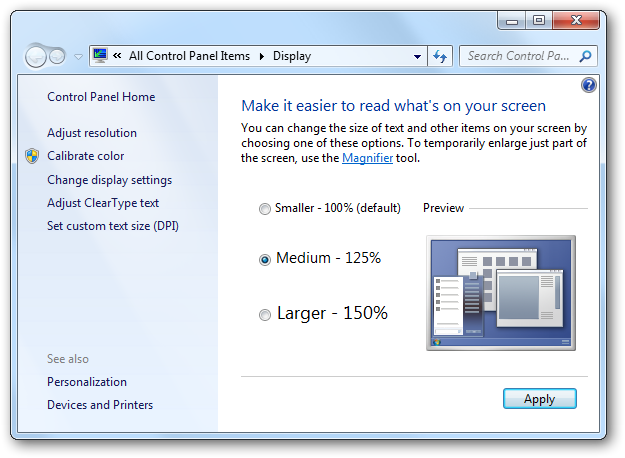 « All Control Panel Items ▸ Display
Search Control Pa...
Control Panel Home
Adjust resolution
Calibrate color
Change display settings
Adjust ClearType text
Set custom text size (DPI)
See also
Personalization
Devices and Printers
Make it easier to read what's on your screen
You can change the size of text and other items on your screen by
choosing one of these options. To temporarily enlarge just part of
the screen, use the Magnifier tool.
Smaller - 100% (default)
Preview
Medium - 125%
Larger - 150%
Apply